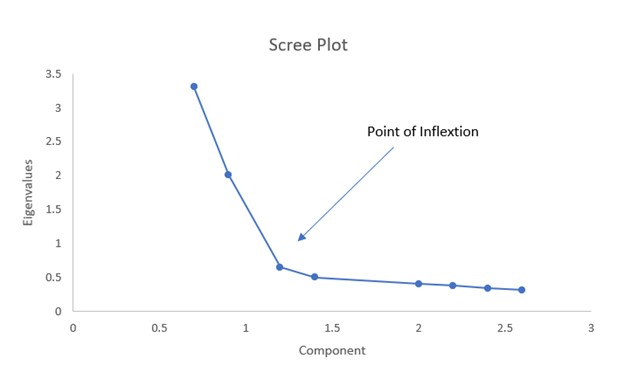 Scree Plot
3.5
3
2.5
2
1.5
1
0.5
0
Eigenvalues
Point of Inflextion
0 0.5 1 1.5 2 2.5 3
Component